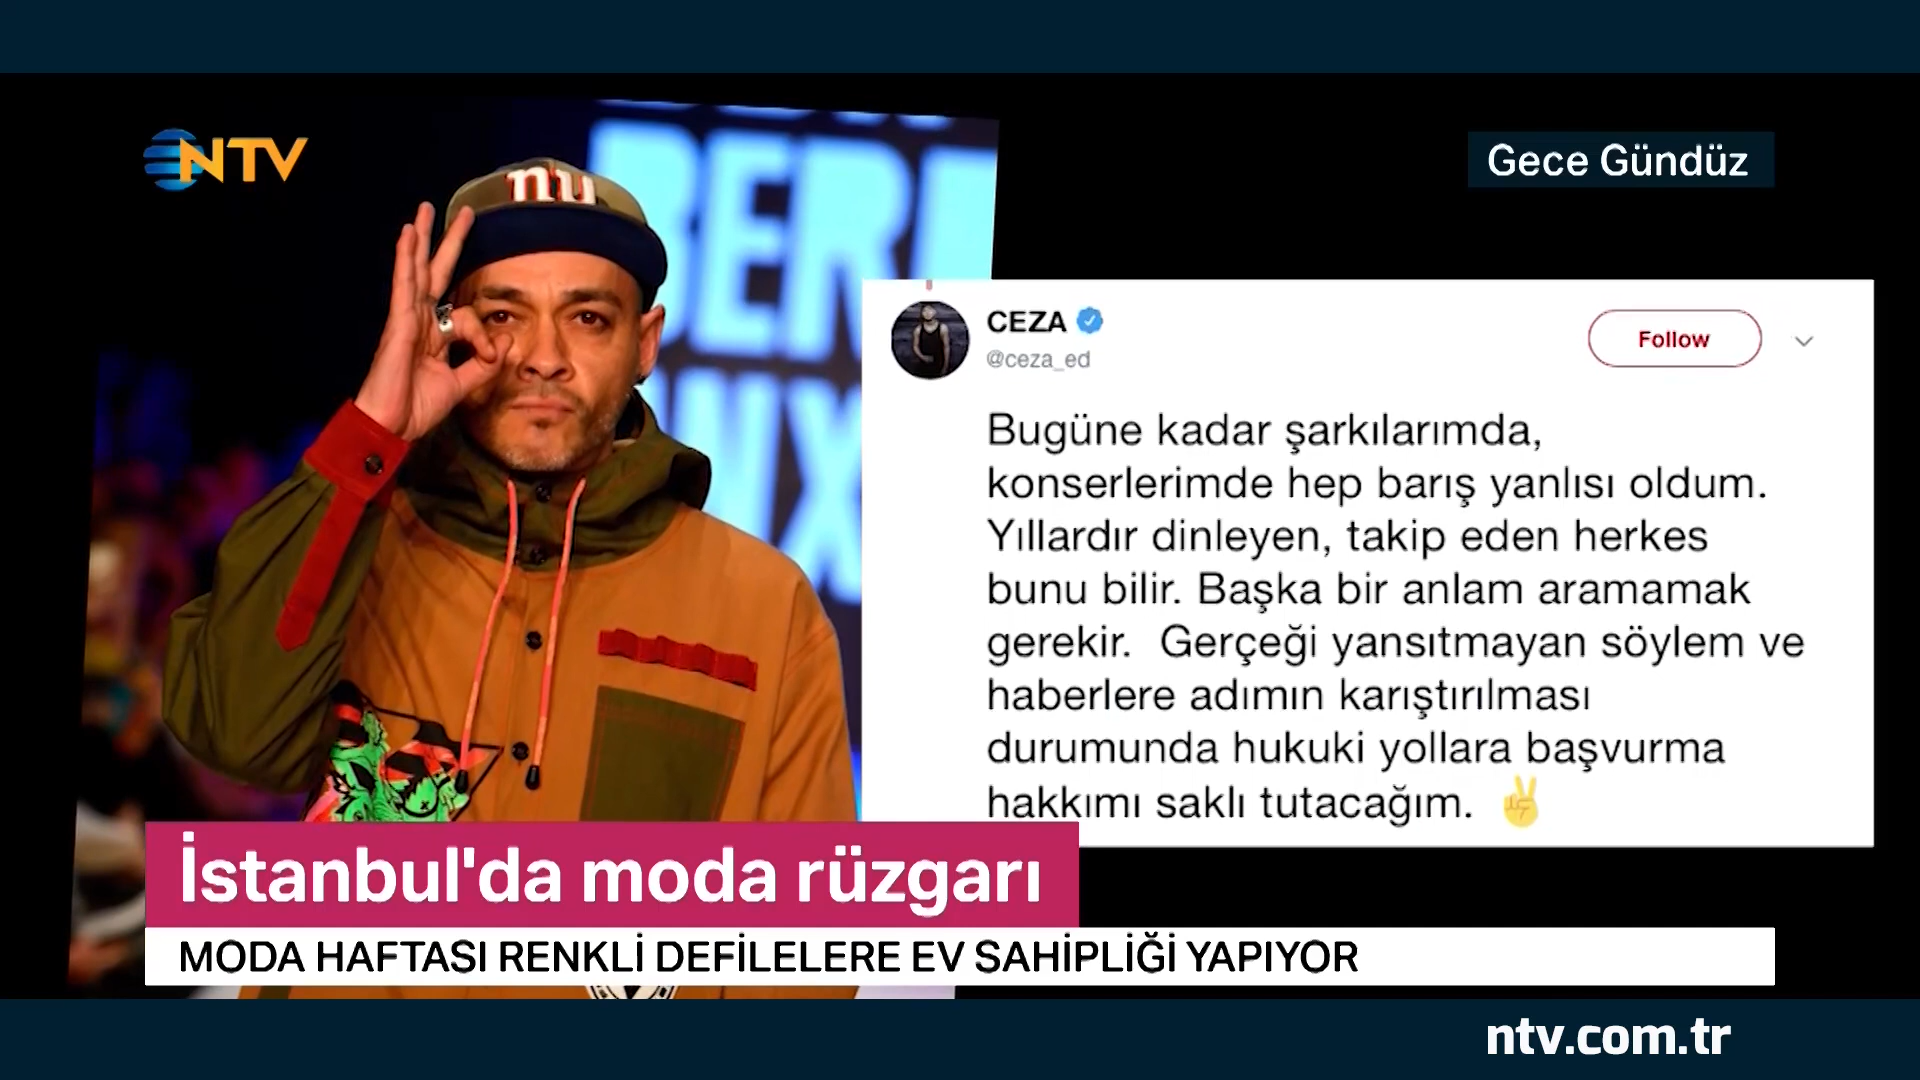 NTV
Gece Gündüz
nu
BER
NX
CEZA
@ceza_ed
Follow
Bugüne kadar şarkılarımda,
konserlerimde hep barış yanlısı oldum.
Yıllardır dinleyen, takip eden herkes
bunu bilir. Başka bir anlam aramamak
gerekir. Gerçeği yansıtmayan söylem ve
haberlere adımın karıştırılması
durumunda hukuki yollara başvurma
hakkımı saklı tutacağım. ✌
İstanbul'da moda rüzgarı
MODA HAFTASI RENKLİ DEFİLELERE EV SAHİPLİĞİ YAPIYOR
ntv.com.tr